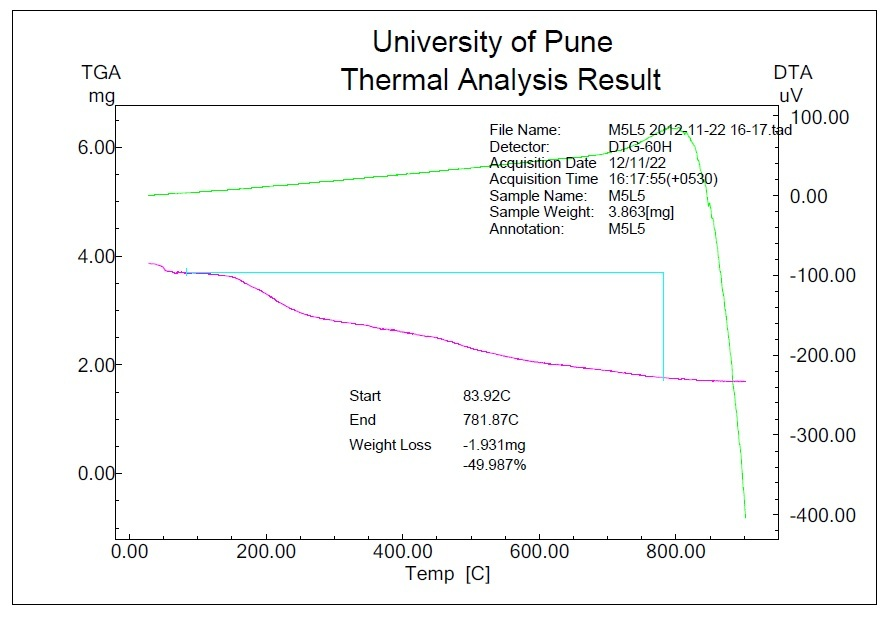 University of Pune
Thermal Analysis Result
TGA
mg
DTA
uV
File Name: M5L5 2012-11-22 16-17.tad
Detector: DTG-60H
Acquisition Date 12/11/22
Acquisition Time 16:17:55(+0530)
Sample Name: M5L5
Sample Weight: 3.863[mg]
Annotation: M5L5
6.00
4.00
2.00
0.00
100.00
0.00
-100.00
-200.00
-300.00
-400.00
Start 83.92C
End 781.87C
Weight Loss -1.931mg
-49.987%
0.00 200.00 400.00 600.00 800.00
Temp [C]